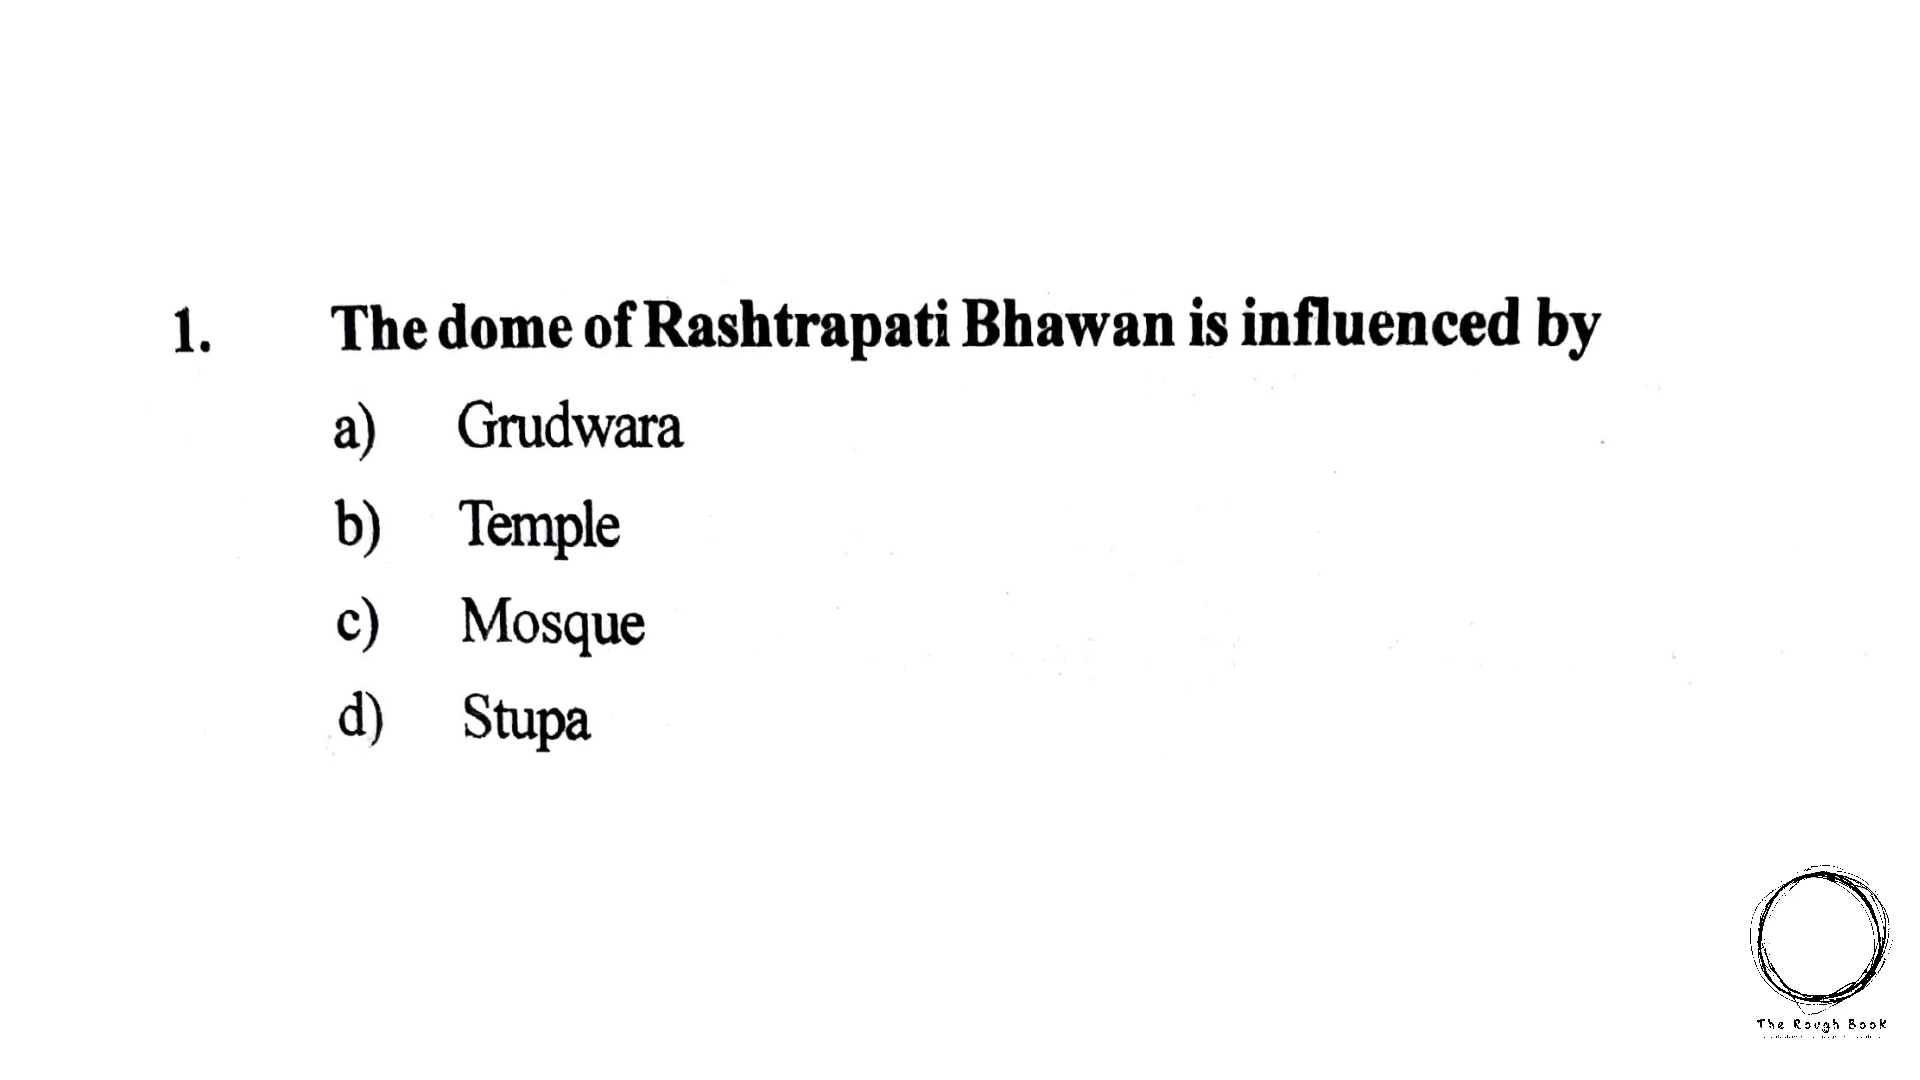 1. The dome of Rashtrapati Bhawan is influenced by
a) Grudwara
b) Temple
c) Mosque
d) Stupa
The Rough Book